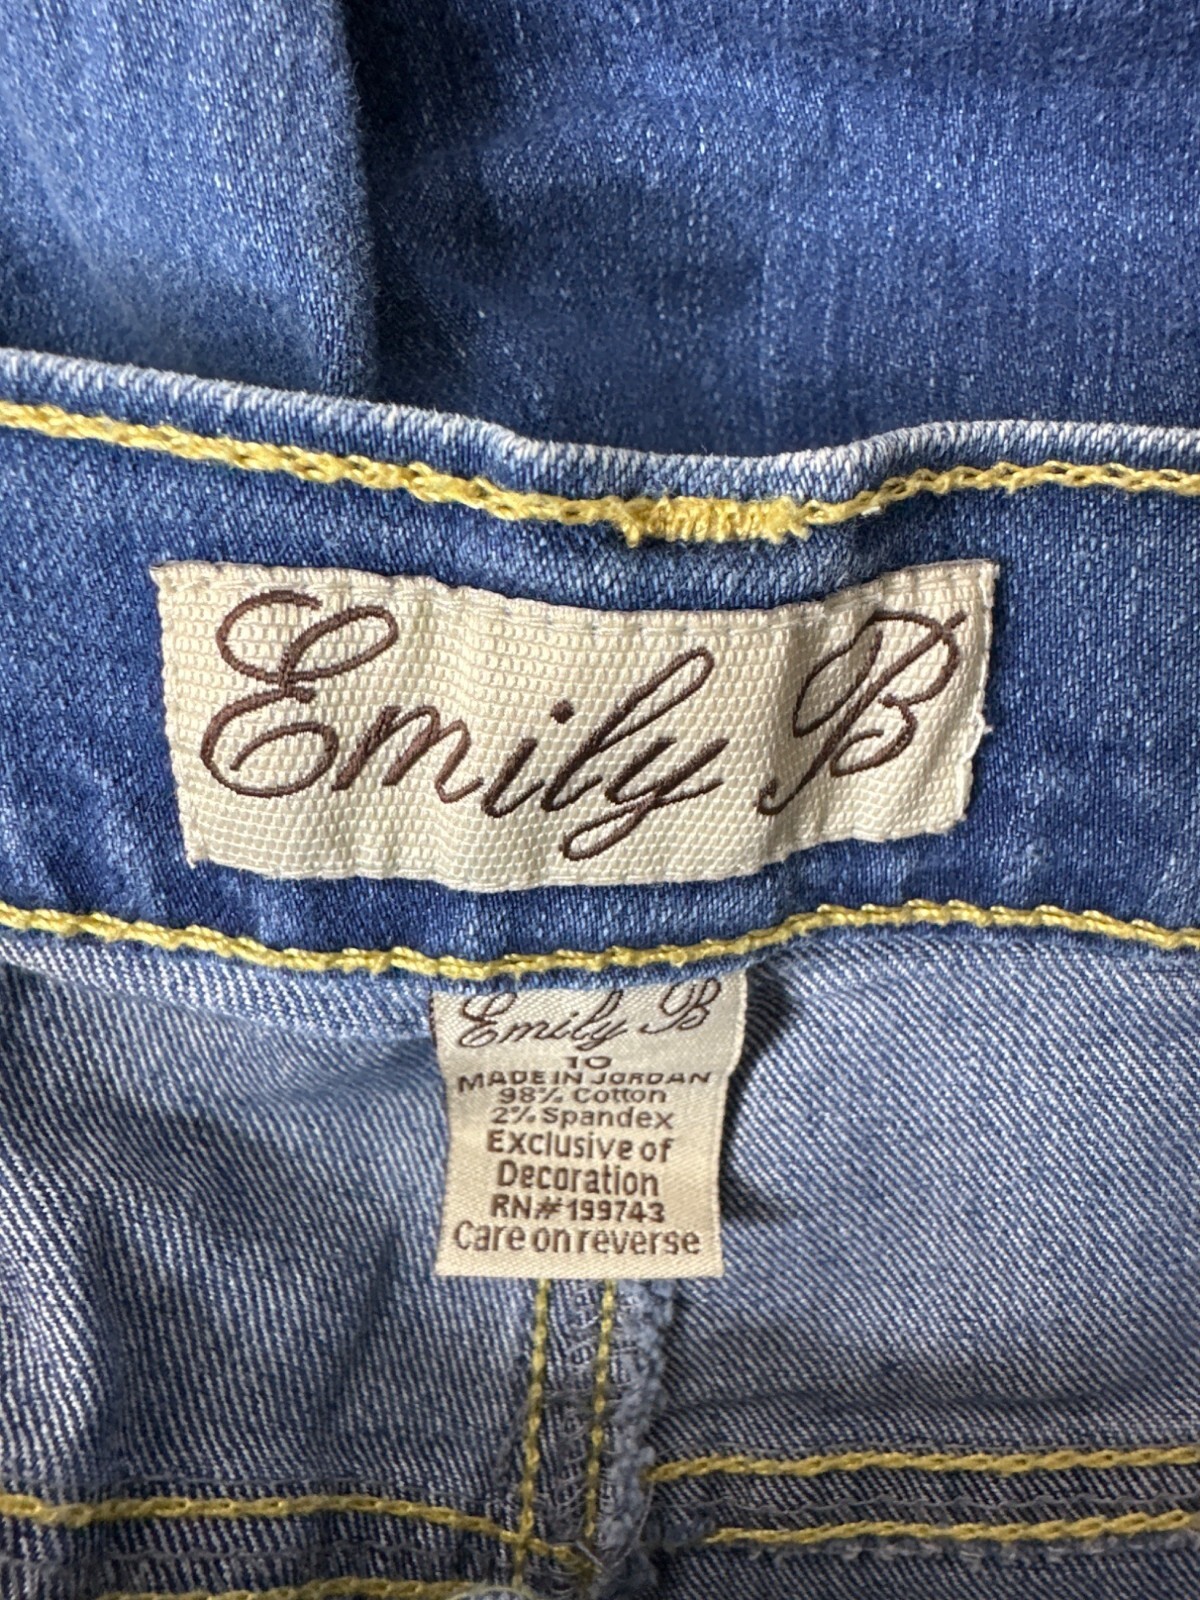 Emily B
Emily B
10
MADE IN JORDAN
98% Cotton
2% Spandex
Exclusive of
Decoration
RN#199743
Care on reverse